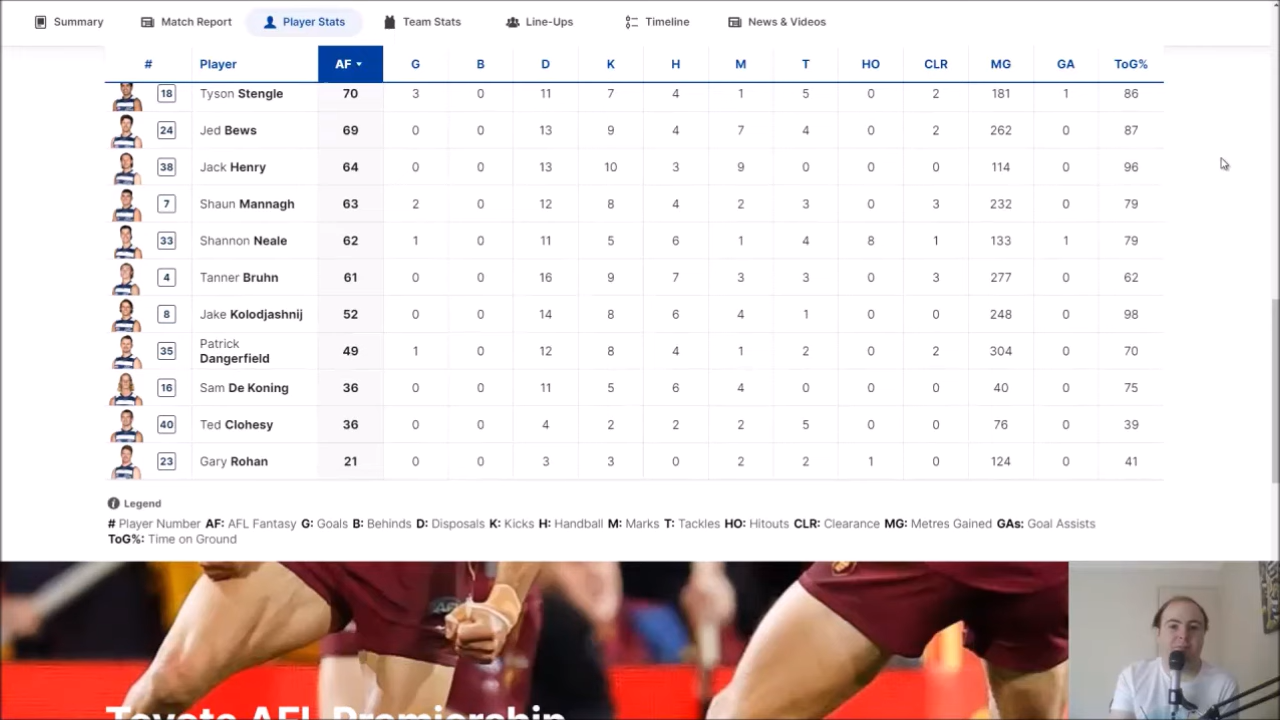 Summary Match Report Player Stats Team Stats Line-Ups Timeline News & Videos
# Player AF G B D K H M T HO CLR MG GA ToG%
18 Tyson Stengle 70 3 0 11 7 4 1 5 0 2 181 1 86
24 Jed Bews 69 0 0 13 9 4 7 4 0 2 262 0 87
38 Jack Henry 64 0 0 13 10 3 9 0 0 0 114 0 96
7 Shaun Mannagh 63 2 0 12 8 4 2 3 0 3 232 0 79
33 Shannon Neale 62 1 0 11 5 6 1 4 8 1 133 1 79
4 Tanner Bruhn 61 0 0 16 9 7 3 3 0 3 277 0 62
8 Jake Kolodjashnij 52 0 0 14 8 6 4 1 0 0 248 0 98
35 Patrick
Dangerfield 49 1 0 12 8 4 1 2 0 2 304 0 70
16 Sam De Koning 36 0 0 11 5 6 4 0 0 0 40 0 75
40 Ted Clohesy 36 0 0 4 2 2 2 5 0 0 76 0 39
23 Gary Rohan 21 0 0 3 3 0 2 2 1 0 124 0 41
Legend
# Player Number AF: AFL Fantasy G: Goals B: Behinds D: Disposals K: Kicks H: Handball M: Marks T: Tackles HO: Hitouts CLR: Clearance MG: Metres Gained GAs: Goal Assists
ToG%: Time on Ground
Toyota AFL Premiership